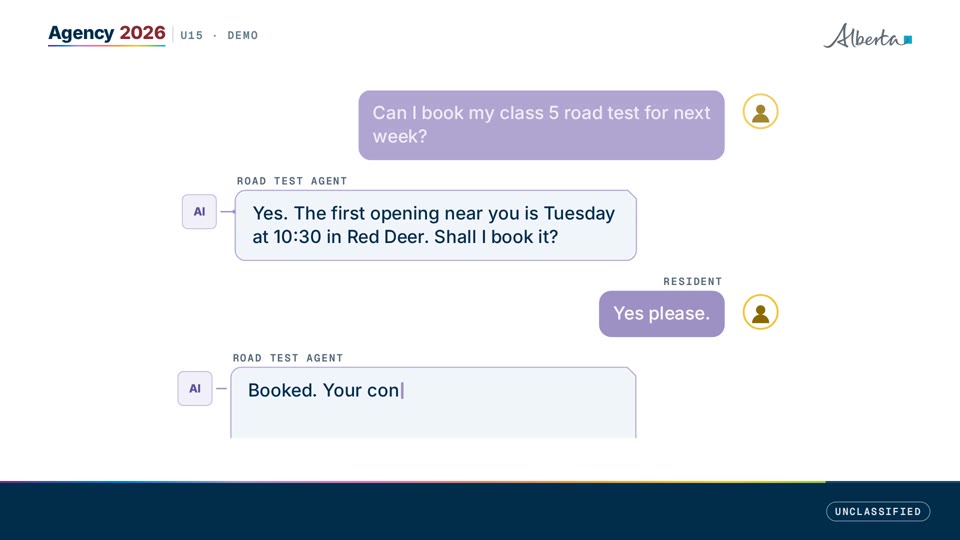 Agency 2026 U15 · DEMO
Alberta
Can I book my class 5 road test for next
week?
ROAD TEST AGENT
AI
Yes. The first opening near you is Tuesday
at 10:30 in Red Deer. Shall I book it?
RESIDENT
Yes please.
ROAD TEST AGENT
AI
Booked. Your con
UNCLASSIFIED